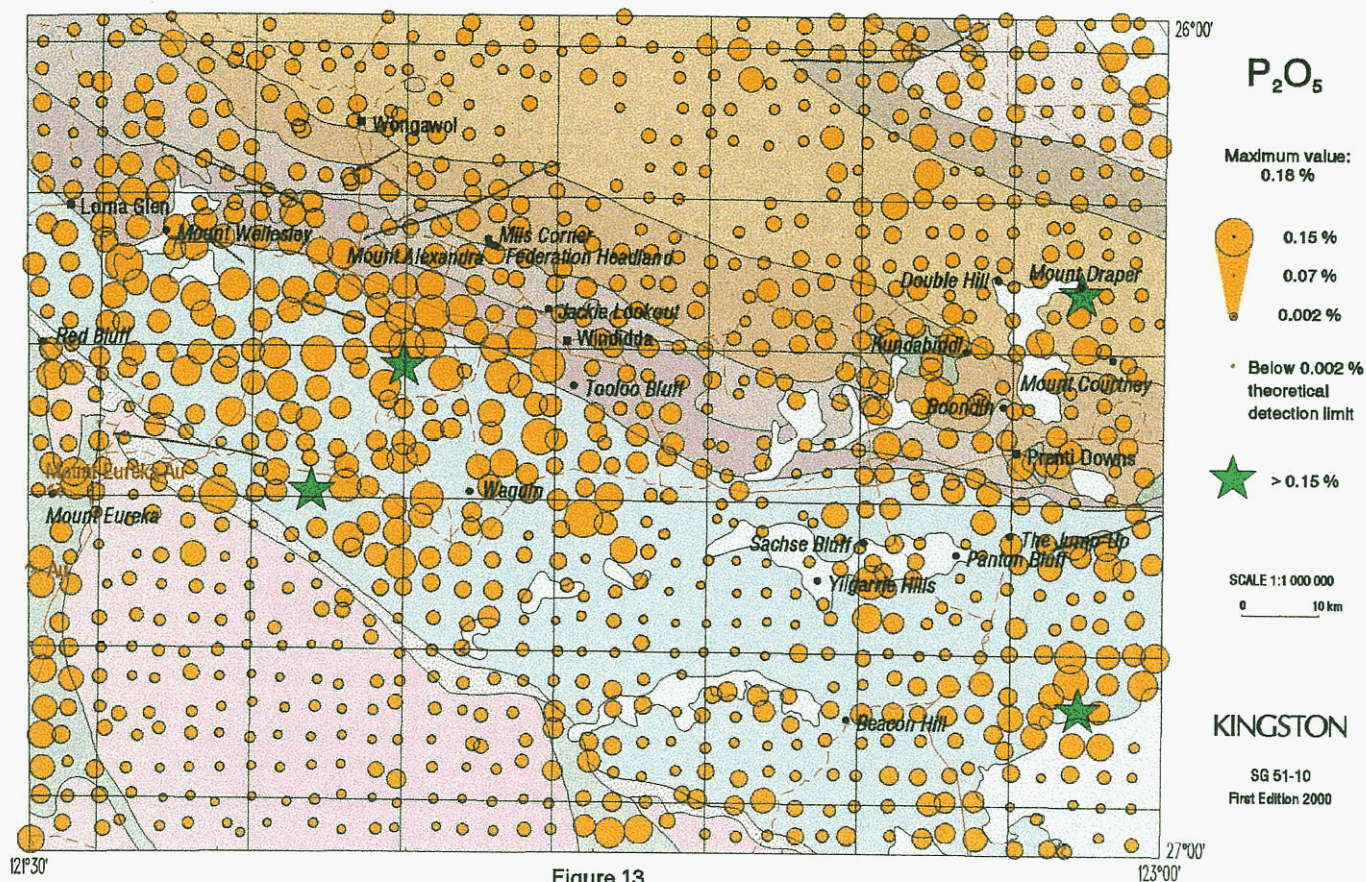 26°00'
P₂O₅
Maximum value:
0.18 %
0.15 %
0.07 %
0.002 %
Below 0.002 %
theoretical
detection limit
> 0.15 %
SCALE 1:1 000 000
0 10 km
KINGSTON
SG 51-10
First Edition 2000
Wongawol
Lorna Glen
Mount Wellesley
Miis Corner
Mount Alexandra
Federation Headland
Double Hill
Mount Draper
Jackie Lookout
Red Bluff
Windidda
Kundabiddi
Mount Courtney
Tooloo Bluff
Boondin
Prenti Downs
Mount Eureka Au
Waguin
Mount Eureka
The Jump-Up
Sachse Bluff
Panton Bluff
Au
Yilgarrie Hills
Beacon Hill
121°30'
27°00'
123°00'
Figure 13